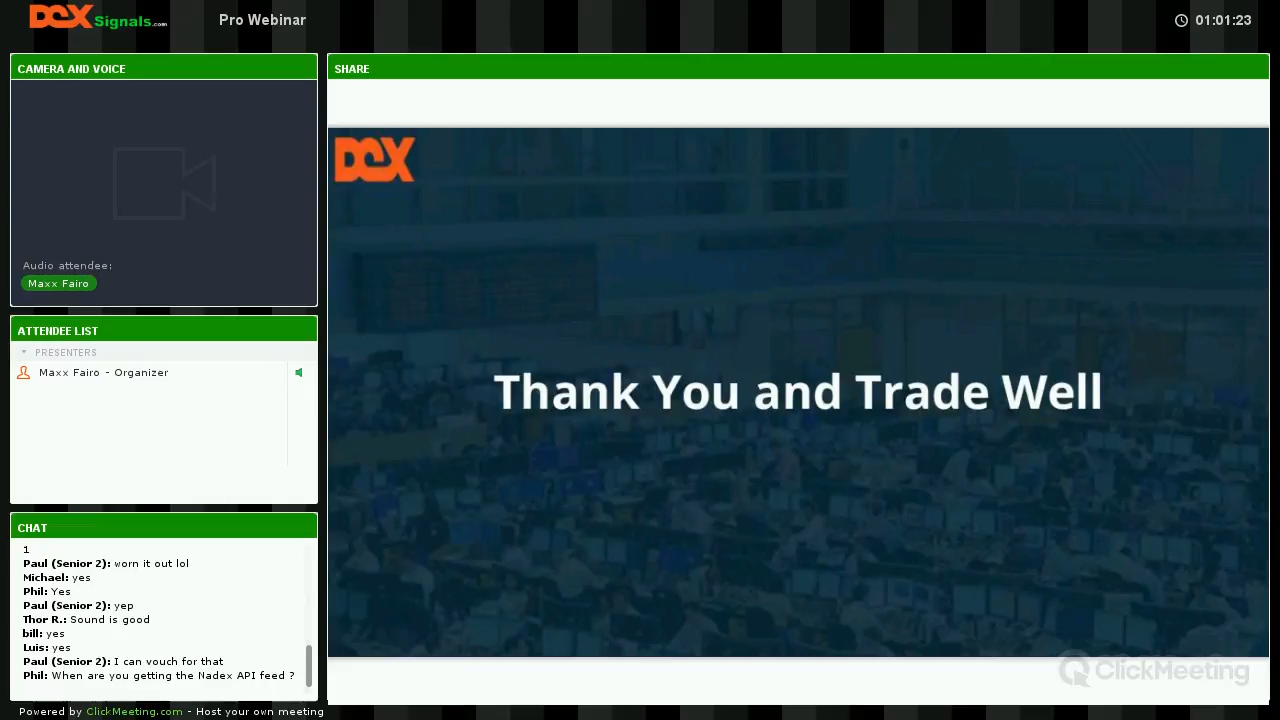 DEX Signals.com
Pro Webinar
01:01:23
CAMERA AND VOICE
Audio attendee:
Maxx Fairo
ATTENDEE LIST
PRESENTERS
Maxx Fairo - Organizer
CHAT
1
Paul (Senior 2): worn it out lol
Michael: yes
Phil: Yes
Paul (Senior 2): yep
Thor R.: Sound is good
bill: yes
Luis: yes
Paul (Senior 2): I can vouch for that
Phil: When are you getting the Nadex API feed ?
Powered by ClickMeeting.com - Host your own meeting
SHARE
DEX
Thank You and Trade Well
ClickMeeting